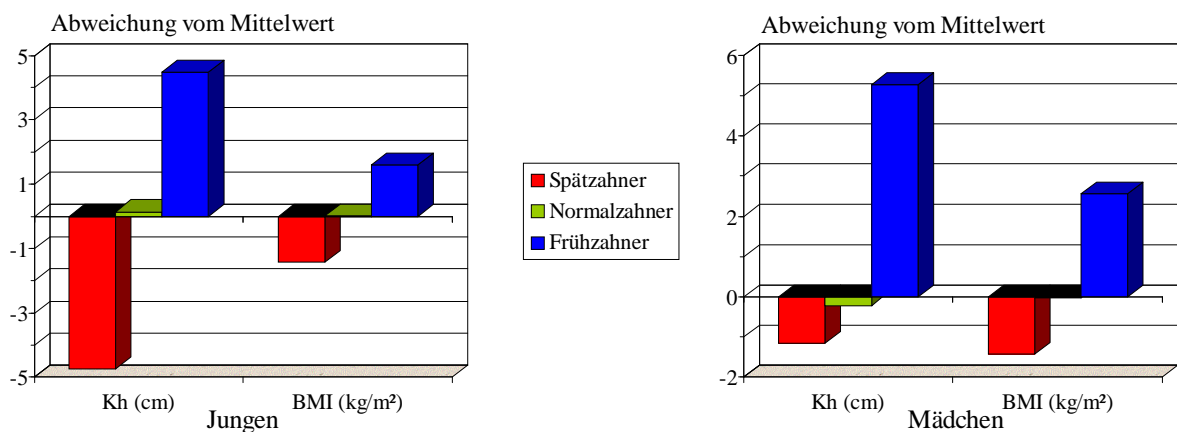 Abweichung vom Mittelwert
5
3
1
-1
-3
-5
Kh (cm)
BMI (kg/m²)
Jungen
Spätzahner
Normalzahner
Frühzahner
Abweichung vom Mittelwert
6
4
2
0
-2
Kh (cm)
BMI (kg/m²)
Mädchen